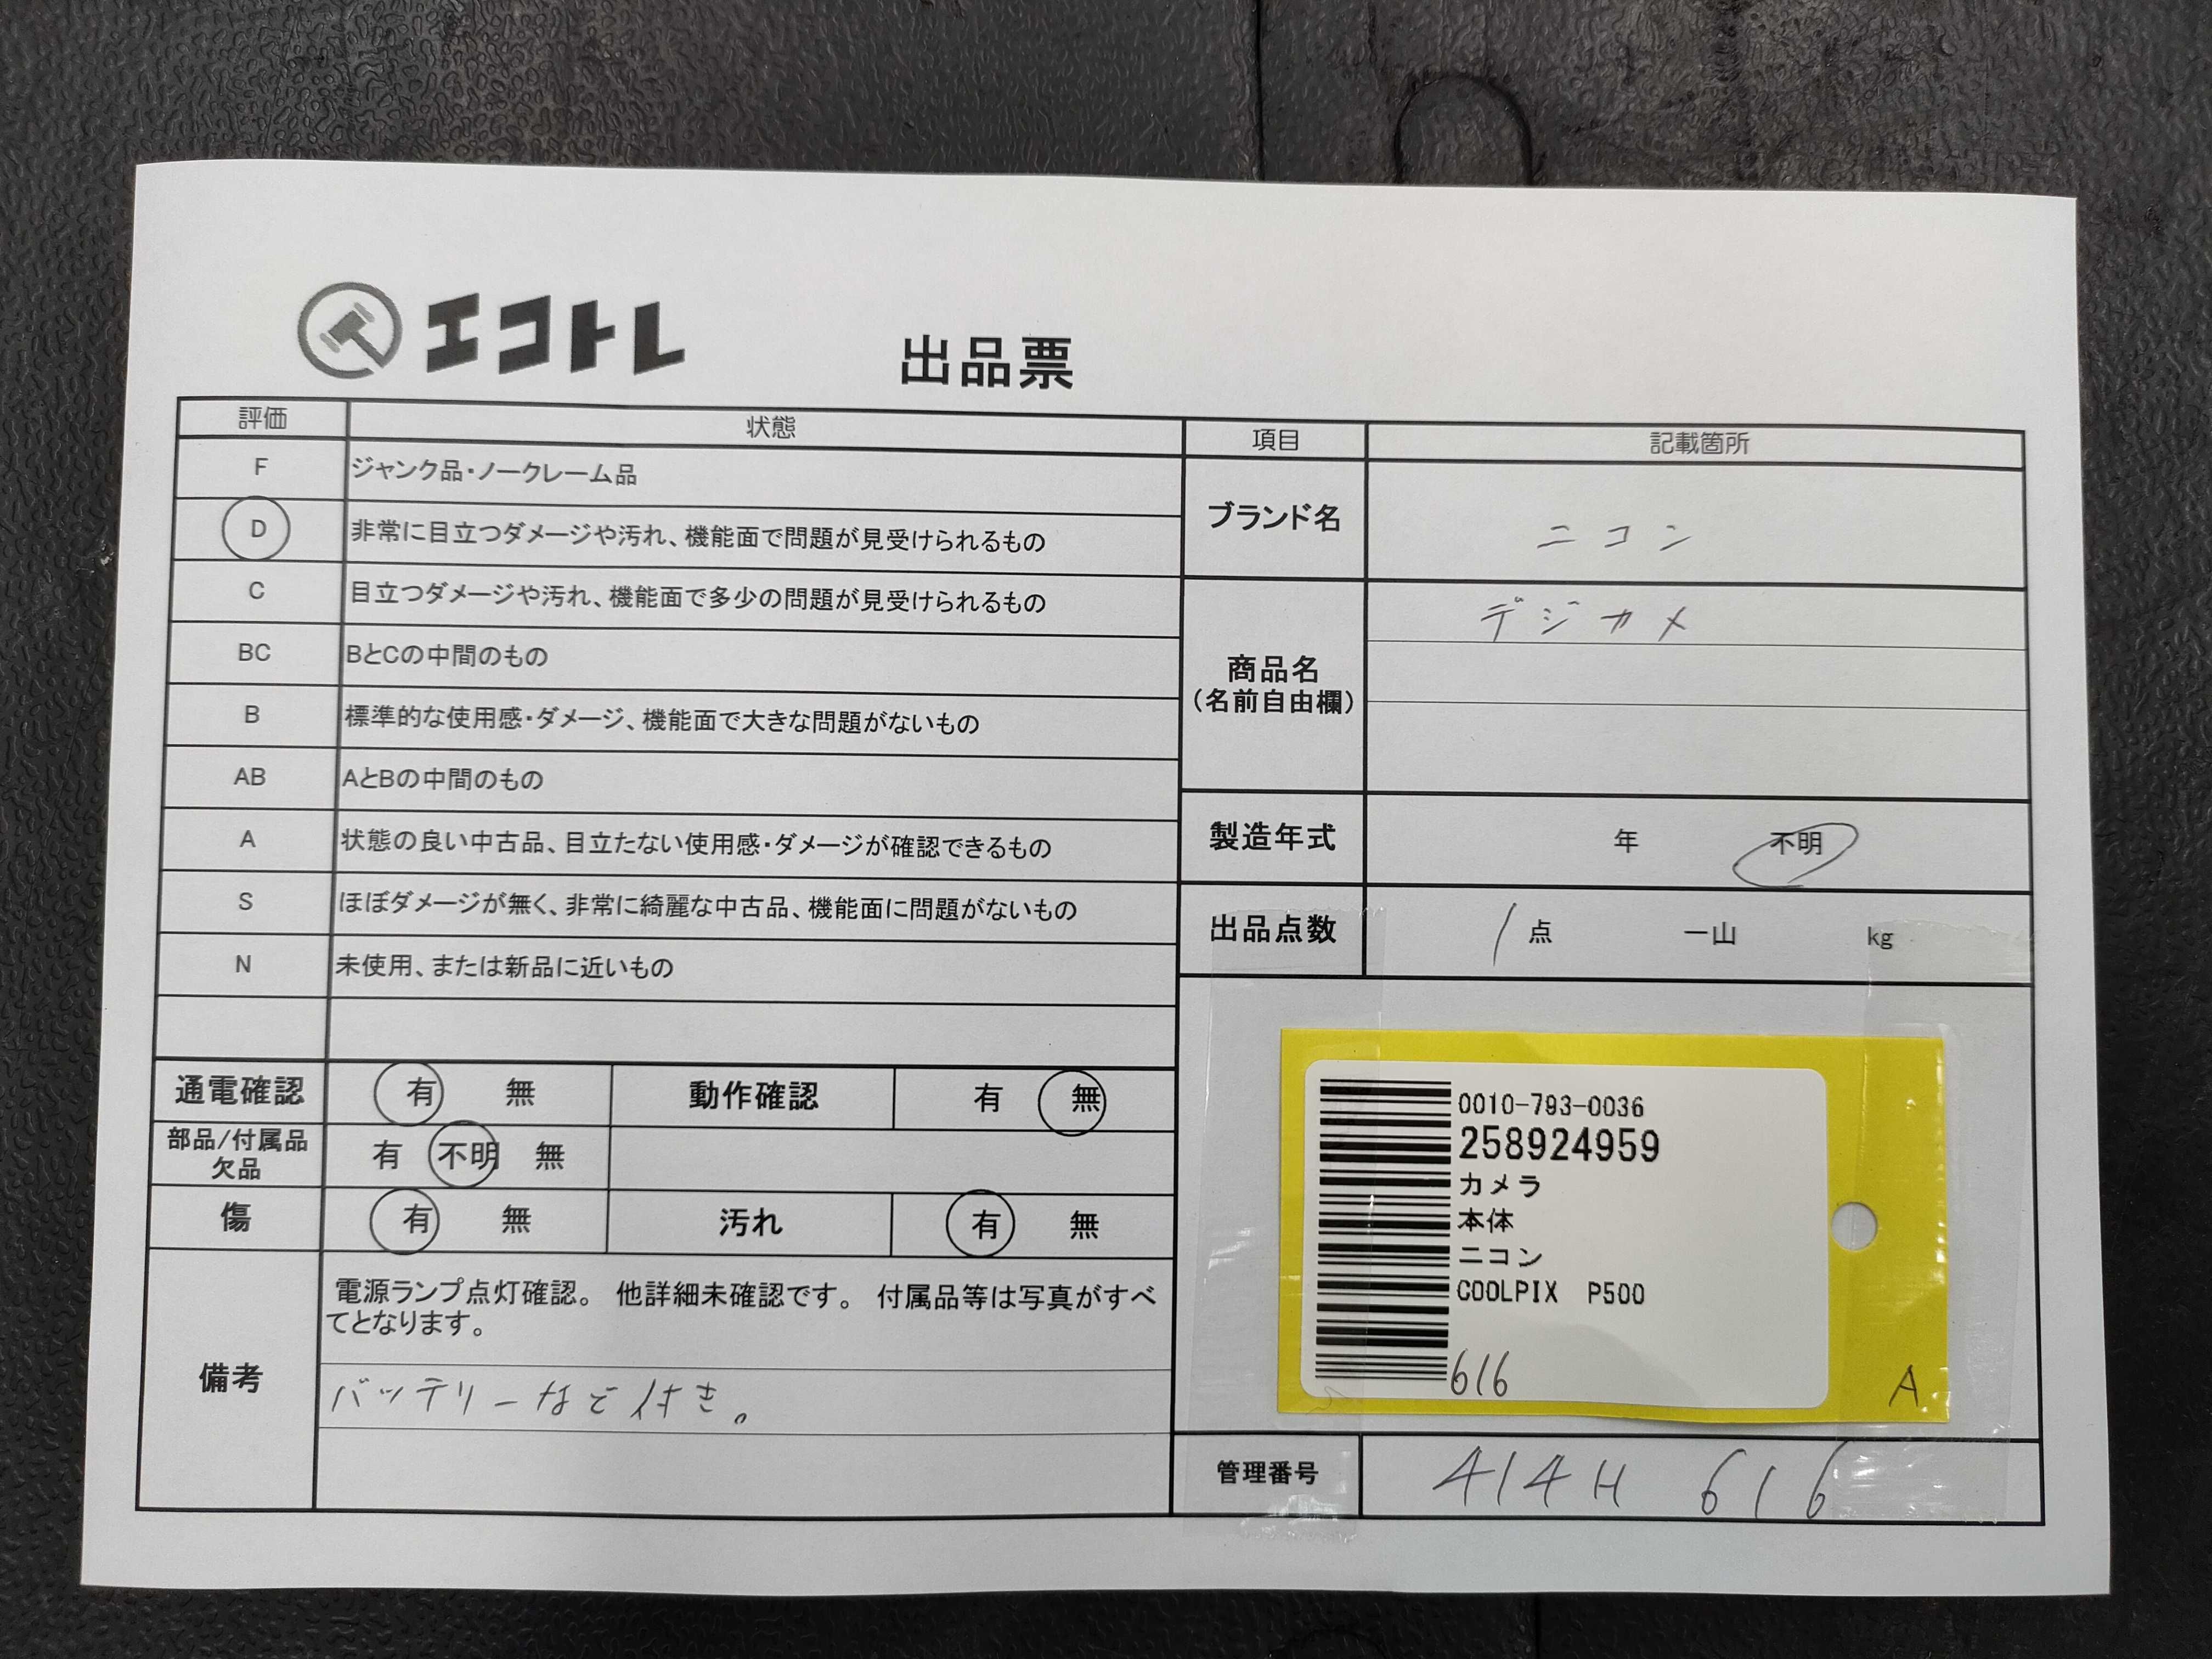 エコトレ
出品票
評価 状態
F ジャンク品・ノークレーム品
D 非常に目立つダメージや汚れ、機能面で問題が見受けられるもの
C 目立つダメージや汚れ、機能面で多少の問題が見受けられるもの
BC BとCの中間のもの
B 標準的な使用感・ダメージ、機能面で大きな問題がないもの
AB AとBの中間のもの
A 状態の良い中古品、目立たない使用感・ダメージが確認できるもの
S ほぼダメージが無く、非常に綺麗な中古品、機能面に問題がないもの
N 未使用、または新品に近いもの
通電確認 有 無 動作確認 有 無
部品/付属品
欠品
有 不明 無
傷 有 無 汚れ 有 無
備考
電源ランプ点灯確認。 他詳細未確認です。 付属品等は写真がすべ
てとなります。
バッテリーなど付き。
項目 記載箇所
ブランド名 ニコン
商品名
(名前自由欄)
デジカメ
製造年式 年 不明
出品点数 1点 一山 kg
0010-793-0036
258924959
カメラ
本体
ニコン
COOLPIX P500
616
A
管理番号 414H 616